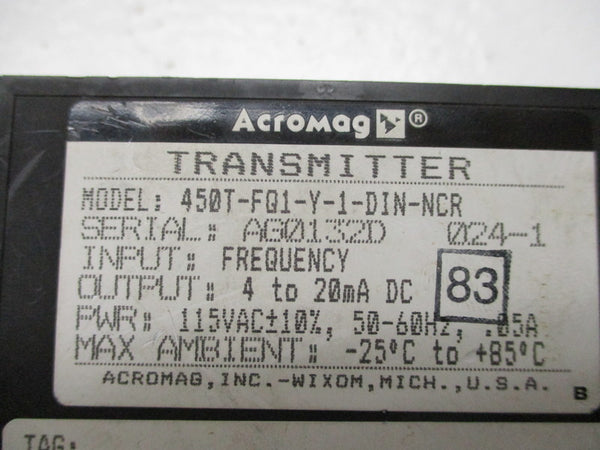 Acromag ®
TRANSMITTER
MODEL: 450T-FQ1-Y-1-DIN-NCR
SERIAL: AG0132D 024-1
INPUT: FREQUENCY
OUTPUT: 4 to 20mA DC
83
PWR: 115VAC±10%, 50-60HZ, .05A
MAX AMBIENT: -25°C to +85°C
ACROMAG, INC.-WIXOM, MICH., U.S.A. B
TAG: